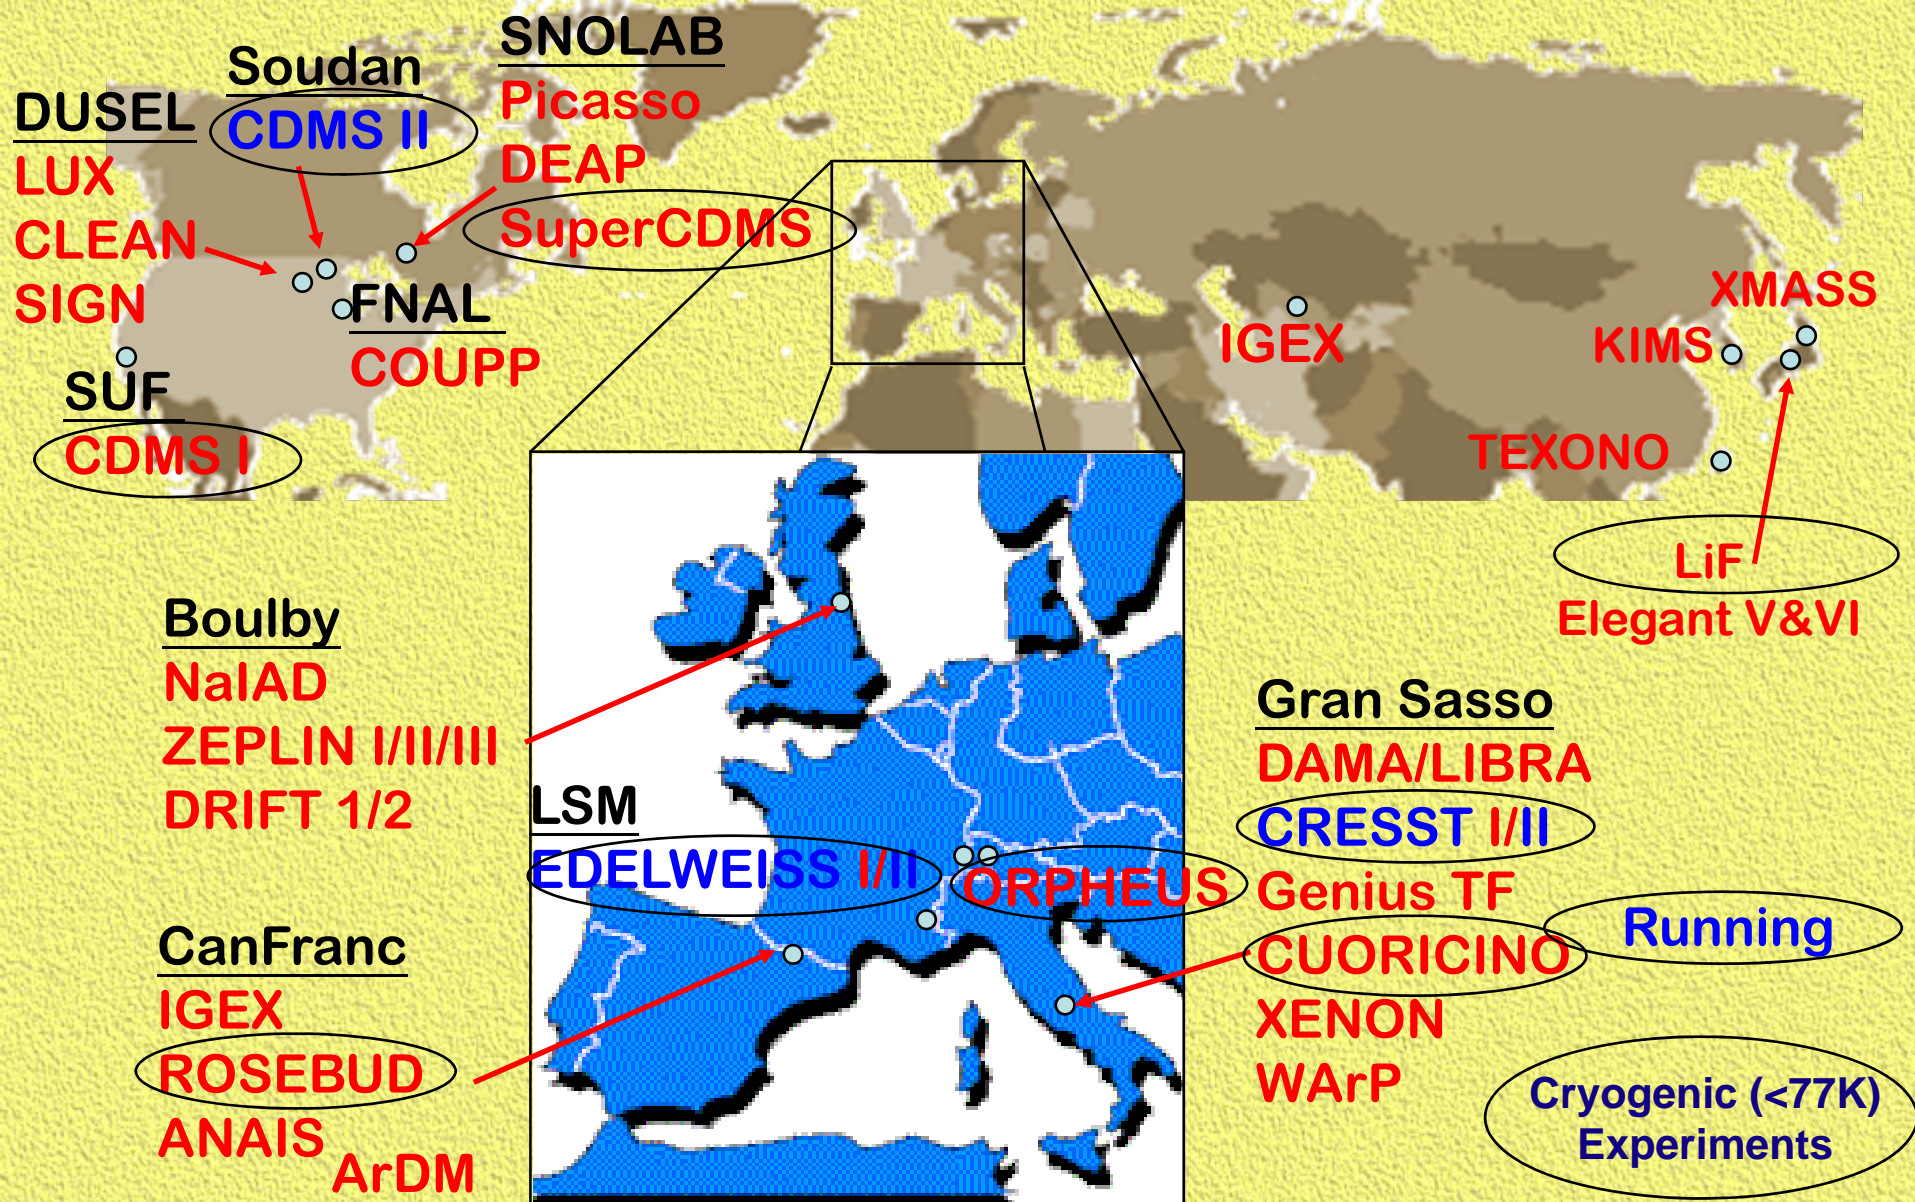 DUSEL
LUX
CLEAN
SIGN
Soudan
CDMS II
SNOLAB
Picasso
DEAP
SuperCDMS
FNAL
COUPP
SUF
CDMS I
IGEX
XMASS
KIMS
TEXONO
LiF
Elegant V&VI
Boulby
NaIAD
ZEPLIN I/II/III
DRIFT 1/2
LSM
EDELWEISS I/II
ORPHEUS
CanFranc
IGEX
ROSEBUD
ANAIS
ArDM
Gran Sasso
DAMA/LIBRA
CRESST I/II
Genius TF
CUORICINO
XENON
WArP
Running
Cryogenic (<77K)
Experiments